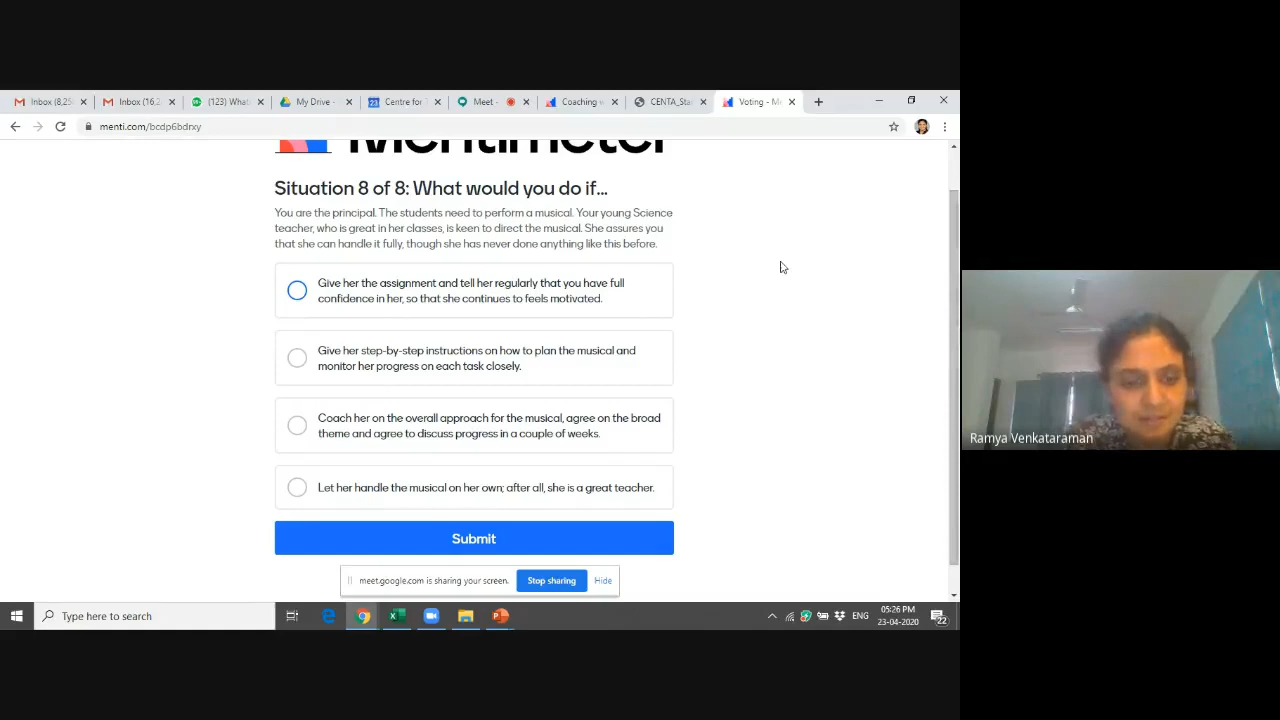 Inbox (8,25
Inbox (16,2
(123) What
My Drive -
Centre for
Meet -
Coaching
CENTA_Sta
Voting - M
menti.com/bcdp6bdrxy
Mentimeter
Situation 8 of 8: What would you do if...
You are the principal. The students need to perform a musical. Your young Science
teacher, who is great in her classes, is keen to direct the musical. She assures you
that she can handle it fully, though she has never done anything like this before.
Give her the assignment and tell her regularly that you have full
confidence in her, so that she continues to feels motivated.
Give her step-by-step instructions on how to plan the musical and
monitor her progress on each task closely.
Coach her on the overall approach for the musical, agree on the broad
theme and agree to discuss progress in a couple of weeks.
Let her handle the musical on her own; after all, she is a great teacher.
Submit
meet.google.com is sharing your screen.
Stop sharing
Hide
Ramya Venkataraman
Type here to search
ENG
05:26 PM
23-04-2020
22